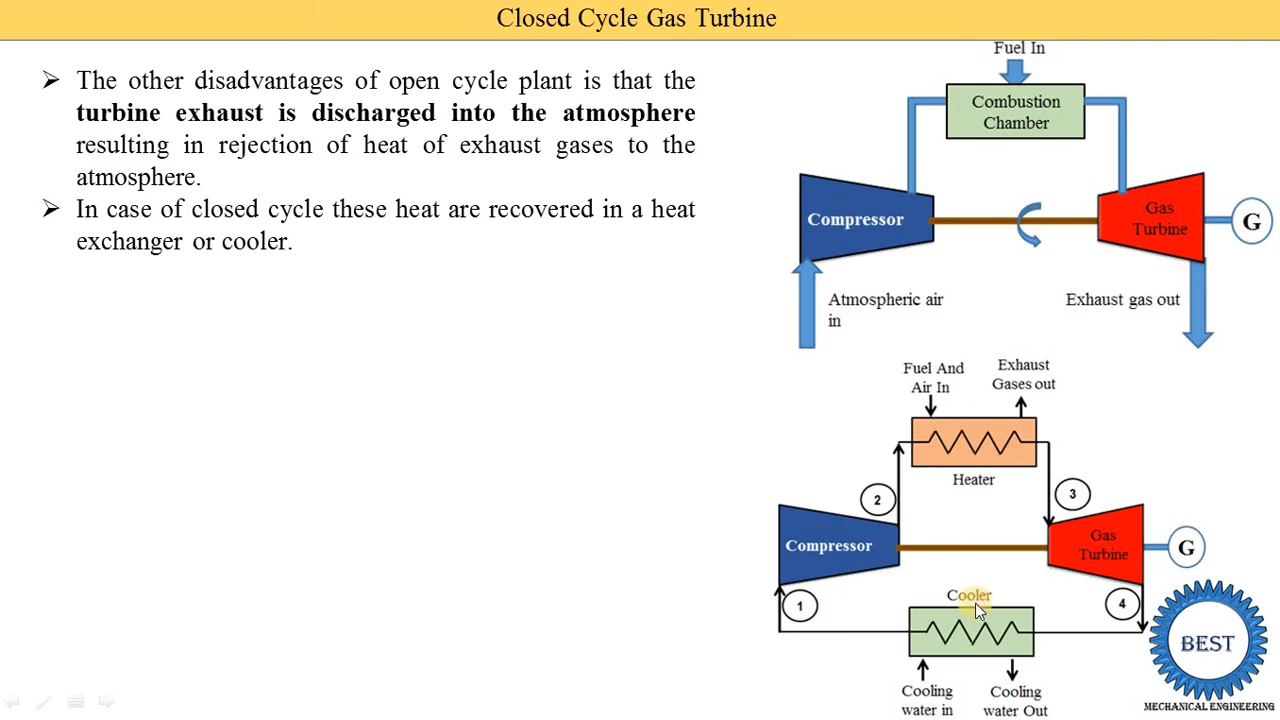 Closed Cycle Gas Turbine
➢ The other disadvantages of open cycle plant is that the
turbine exhaust is discharged into the atmosphere
resulting in rejection of heat of exhaust gases to the
atmosphere.
➢ In case of closed cycle these heat are recovered in a heat
exchanger or cooler.
Fuel In
Combustion
Chamber
Compressor
Gas
Turbine
G
Atmospheric air
in
Exhaust gas out
Fuel And
Air In
Exhaust
Gases out
Heater
2
3
Compressor
Gas
Turbine
G
1
Cooler
4
Cooling
water in
Cooling
water Out
BEST
MECHANICAL ENGINEERING